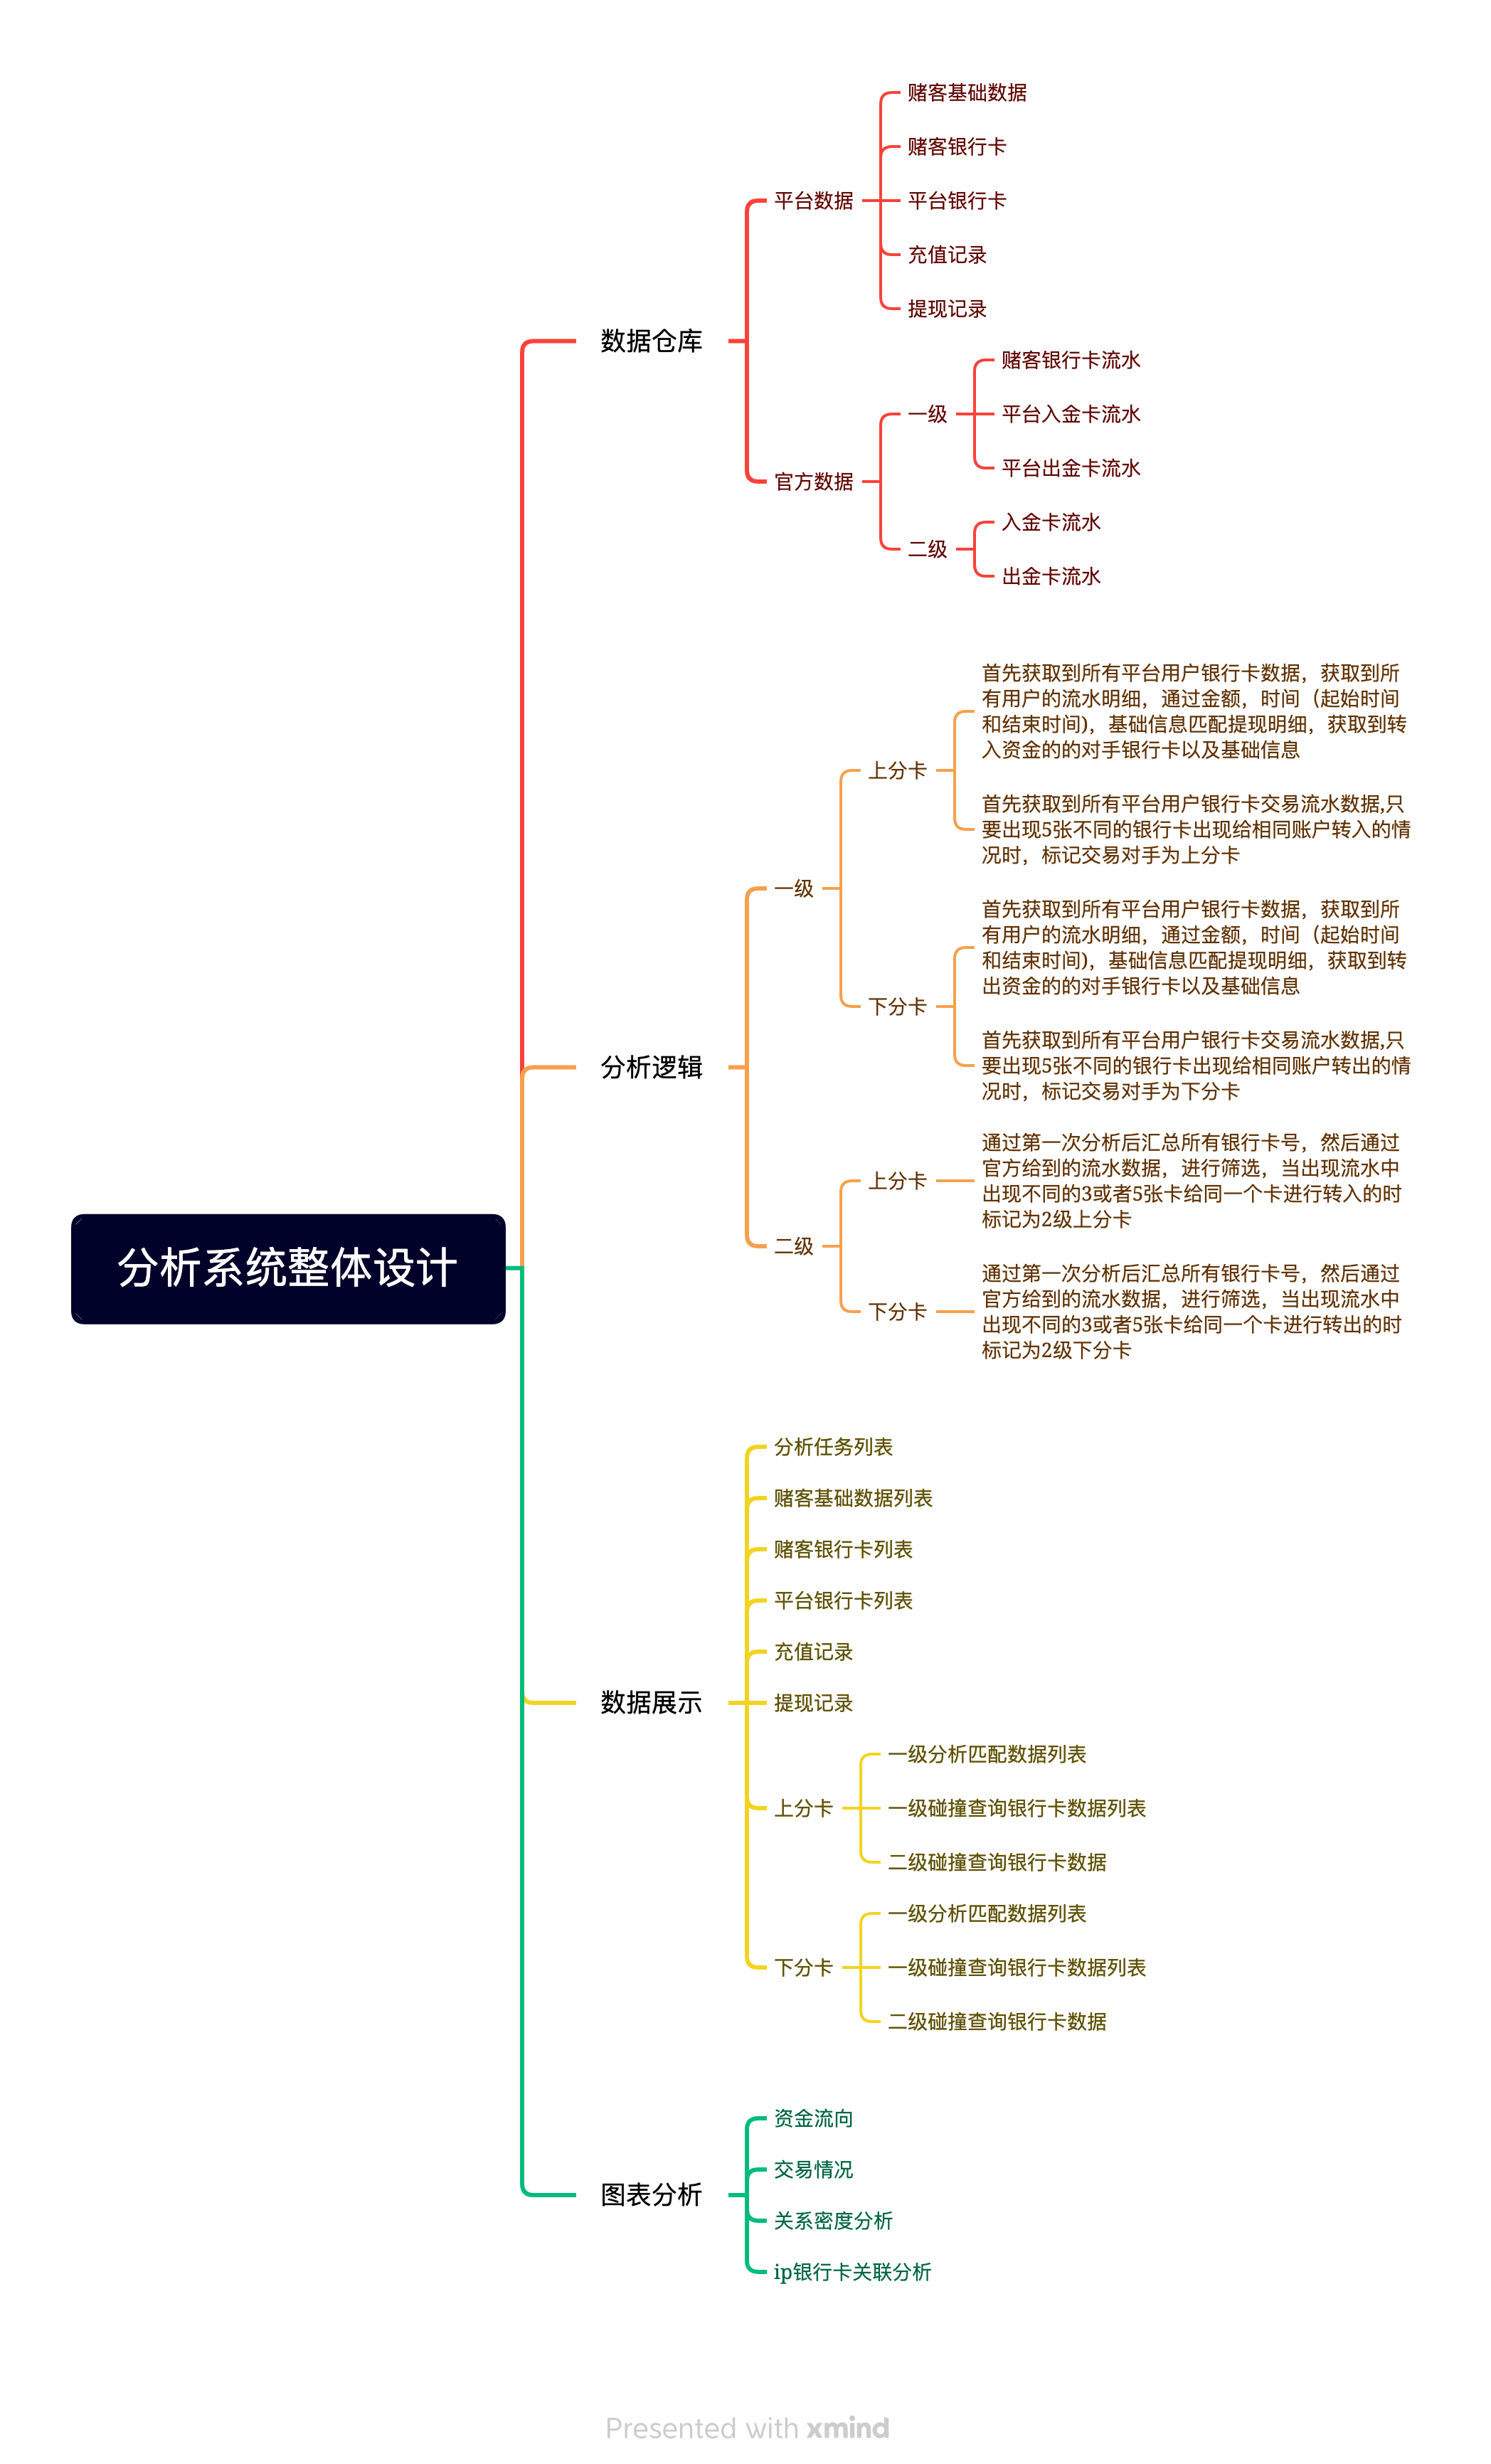 赌客基础数据
赌客银行卡
平台数据
平台银行卡
充值记录
提现记录
数据仓库
赌客银行卡流水
一级
平台入金卡流水
平台出金卡流水
官方数据
入金卡流水
二级
出金卡流水
首先获取到所有平台用户银行卡数据，获取到所
有用户的流水明细，通过金额，时间（起始时间
和结束时间)，基础信息匹配提现明细，获取到转
入资金的的对手银行卡以及基础信息
上分卡
首先获取到所有平台用户银行卡交易流水数据,只
要出现5张不同的银行卡出现给相同账户转入的情
况时，标记交易对手为上分卡
一级
首先获取到所有平台用户银行卡数据，获取到所
有用户的流水明细，通过金额，时间（起始时间
和结束时间)，基础信息匹配提现明细，获取到转
出资金的的对手银行卡以及基础信息
下分卡
首先获取到所有平台用户银行卡交易流水数据,只
要出现5张不同的银行卡出现给相同账户转出的情
况时，标记交易对手为下分卡
分析逻辑
通过第一次分析后汇总所有银行卡号，然后通过
官方给到的流水数据，进行筛选，当出现流水中
出现不同的3或者5张卡给同一个卡进行转入的时
标记为2级上分卡
上分卡
二级
通过第一次分析后汇总所有银行卡号，然后通过
官方给到的流水数据，进行筛选，当出现流水中
出现不同的3或者5张卡给同一个卡进行转出的时
标记为2级下分卡
下分卡
分析系统整体设计
分析任务列表
赌客基础数据列表
赌客银行卡列表
平台银行卡列表
充值记录
数据展示
提现记录
一级分析匹配数据列表
上分卡
一级碰撞查询银行卡数据列表
二级碰撞查询银行卡数据
一级分析匹配数据列表
下分卡
一级碰撞查询银行卡数据列表
二级碰撞查询银行卡数据
资金流向
交易情况
图表分析
关系密度分析
ip银行卡关联分析
Presented with xmind